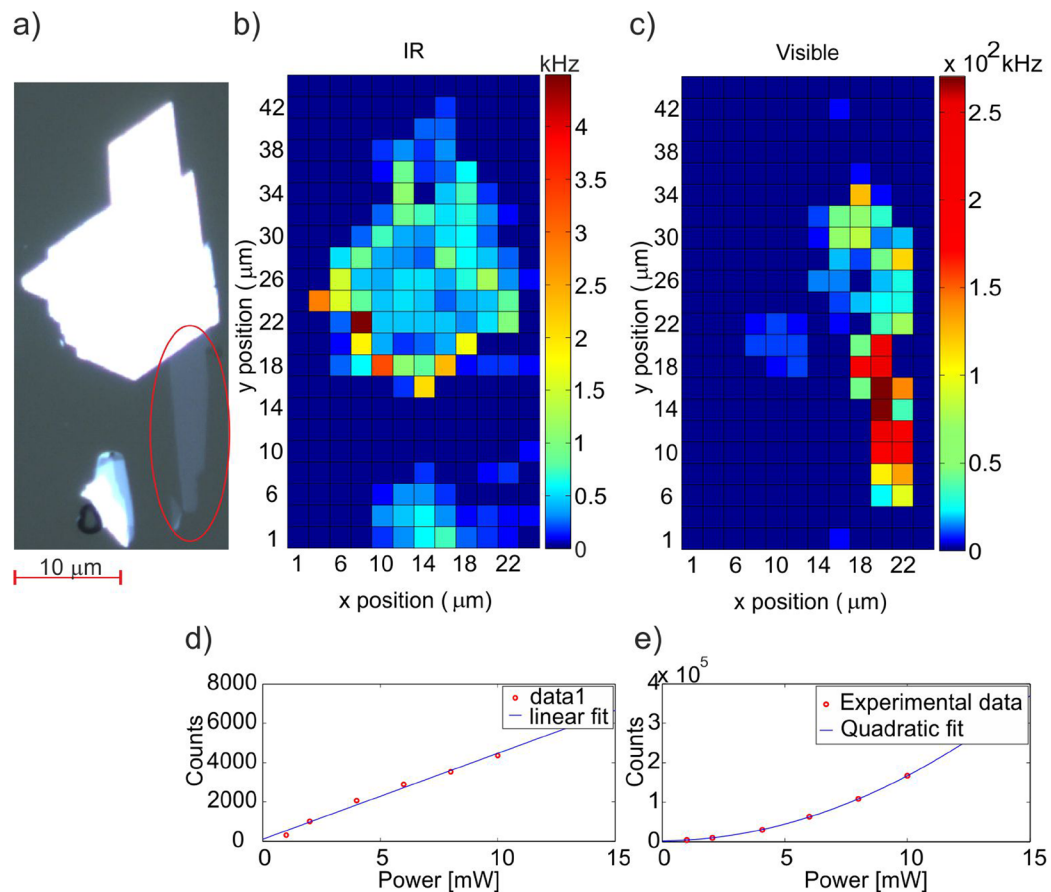 a)
b)
c)
IR
Visible
kHz
x 10² kHz
42
38
34
30
26
22
18
14
10
6
1
y position (μm)
4
3.5
3
2.5
2
1.5
1
0.5
0
42
38
34
30
26
22
18
14
10
6
1
y position (μm)
2.5
2
1.5
1
0.5
0
10 μm
1 6 10 14 18 22
x position ( μm)
1 6 10 14 18 22
x position ( μm)
d)
e)
8000
6000
4000
2000
0
Counts
data1
linear fit
0 5 10 15
Power [mW]
x 10⁵
4
3
2
1
0
Counts
Experimental data
Quadratic fit
0 5 10 15
Power [mW]